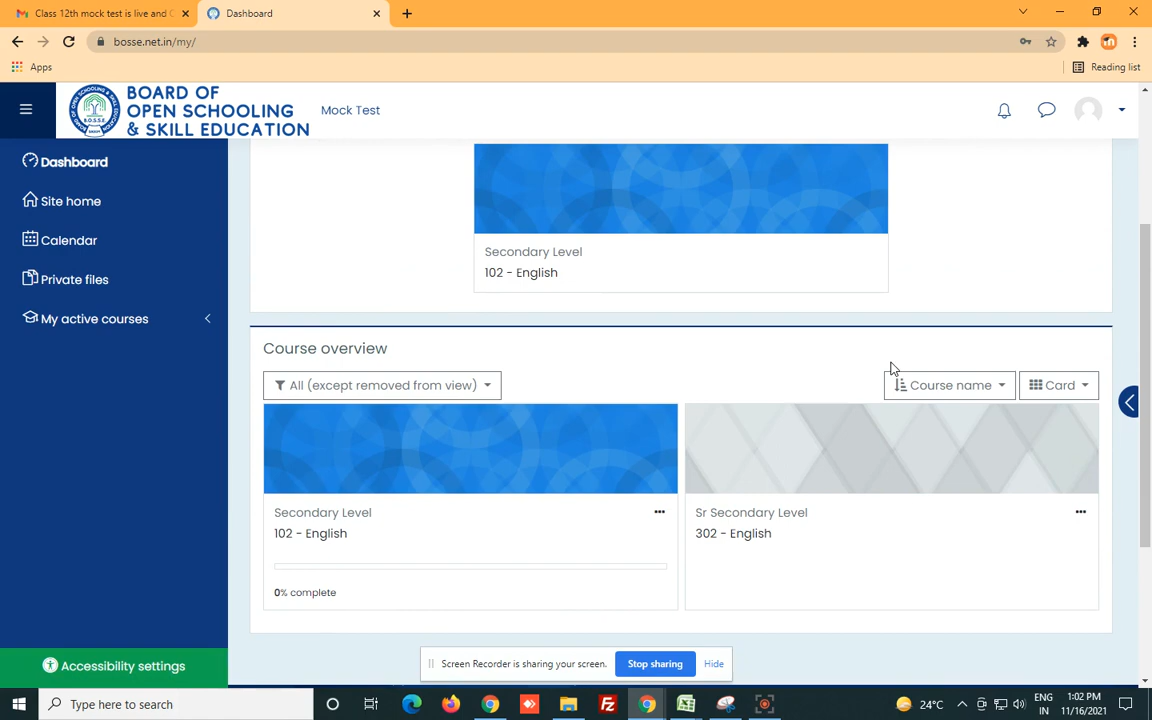 Class 12th mock test is live and C
Dashboard
bosse.net.in/my/
Apps
Reading list
BOARD OF
OPEN SCHOOLING
& SKILL EDUCATION
B.O.S.S.E.
Mock Test
Dashboard
Site home
Calendar
Private files
My active courses
Secondary Level
102 - English
Course overview
All (except removed from view)
Course name
Card
Secondary Level
102 - English
0% complete
Sr Secondary Level
302 - English
Accessibility settings
Screen Recorder is sharing your screen.
Stop sharing
Hide
Type here to search
24°C
ENG
IN
1:02 PM
11/16/2021